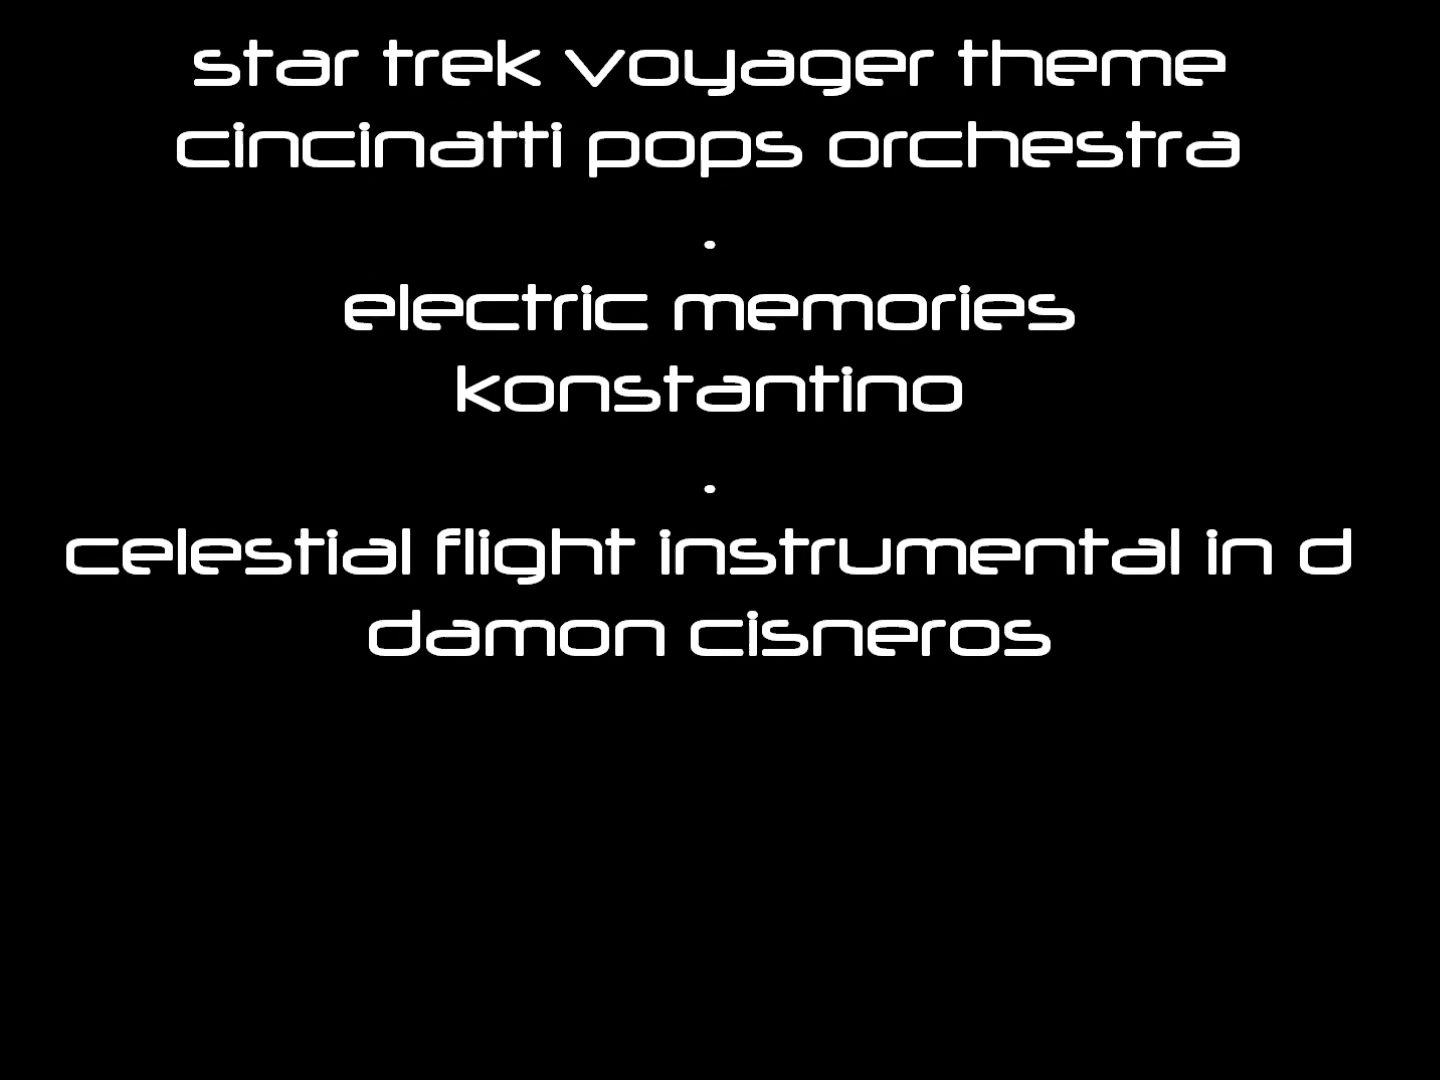 star trek voyager theme
cincinatti pops orchestra
.
electric memories
konstantino
.
celestial flight instrumental in d
damon cisneros